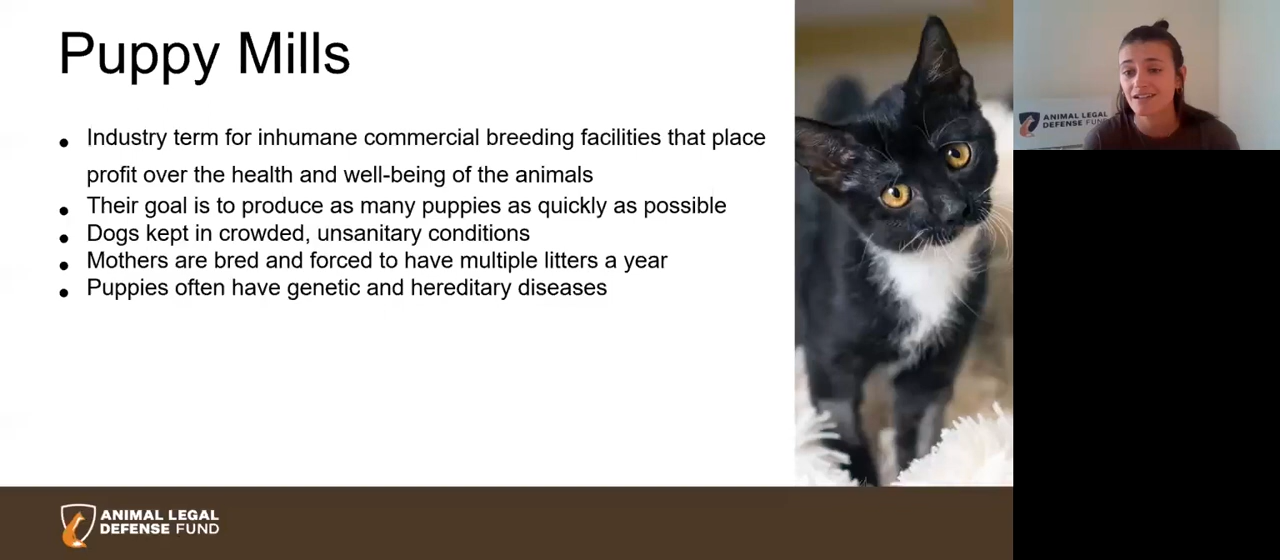 Puppy Mills
• Industry term for inhumane commercial breeding facilities that place
profit over the health and well-being of the animals
• Their goal is to produce as many puppies as quickly as possible
• Dogs kept in crowded, unsanitary conditions
• Mothers are bred and forced to have multiple litters a year
• Puppies often have genetic and hereditary diseases
ANIMAL LEGAL
DEFENSE FUND
ANIMAL LEGAL
DEFENSE FUND